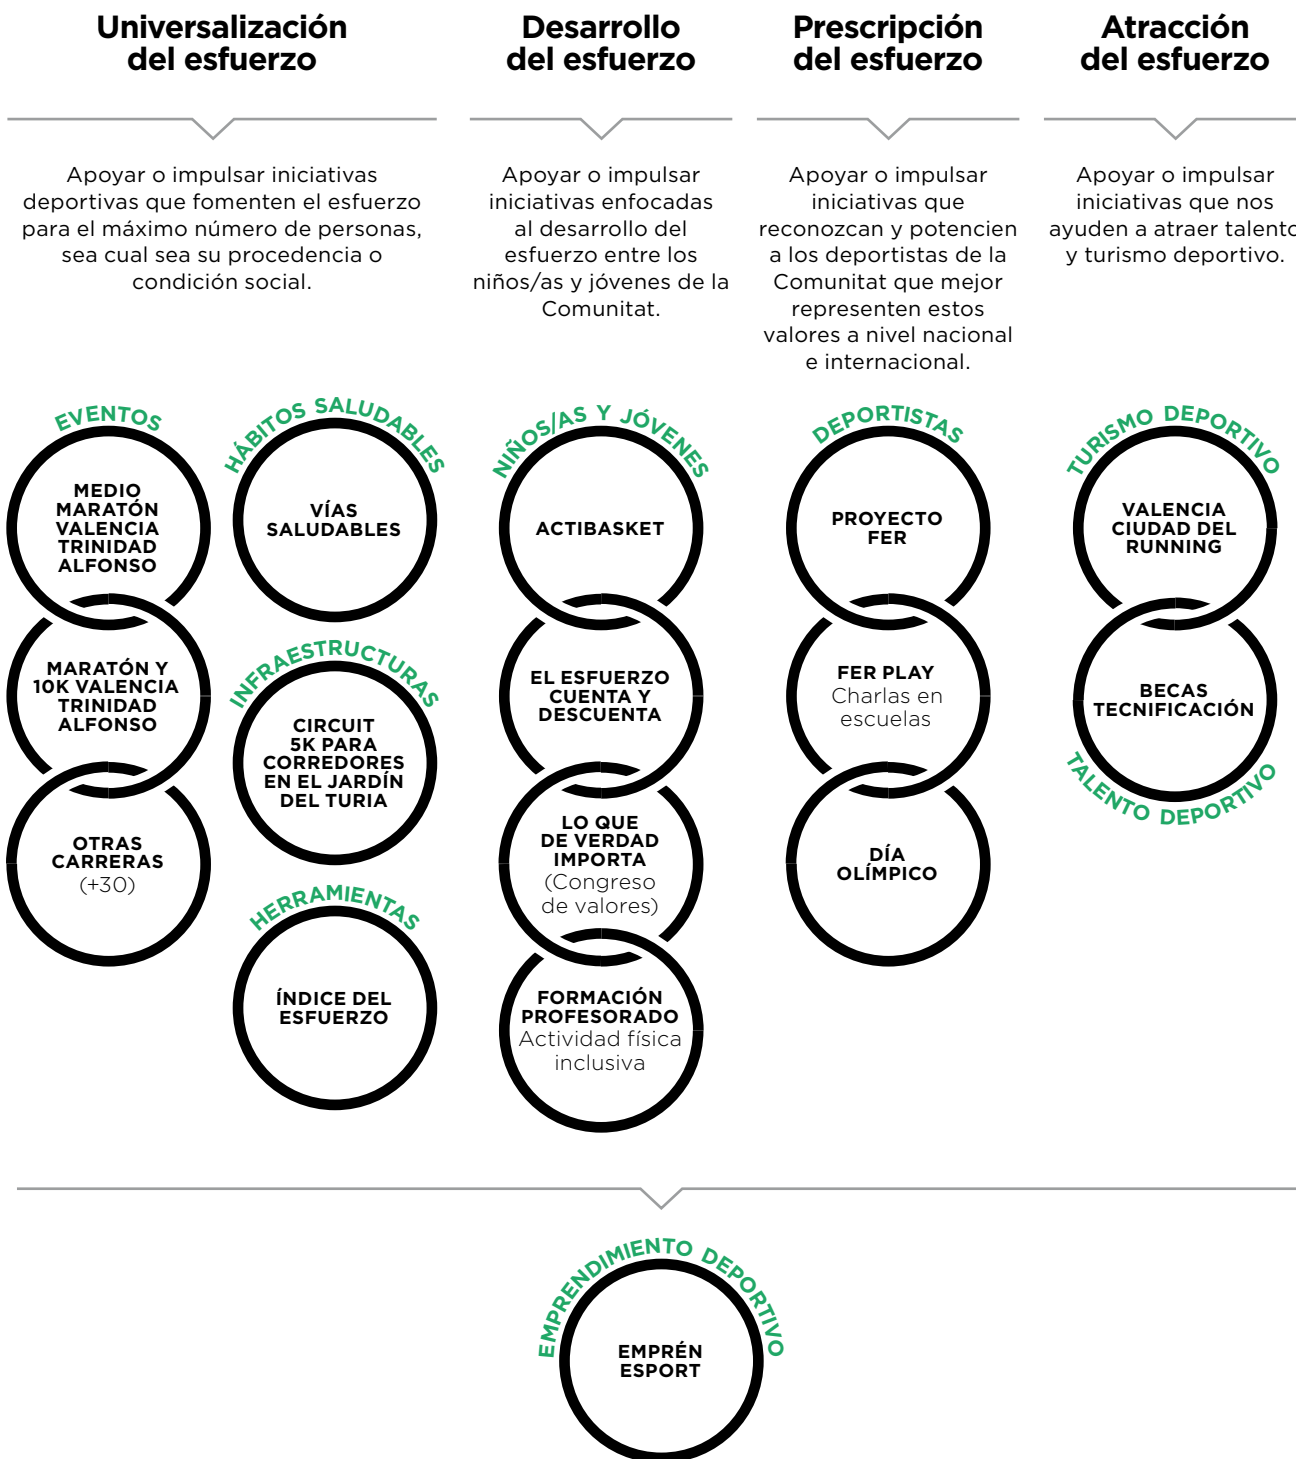 Universalización
del esfuerzo
Apoyar o impulsar iniciativas
deportivas que fomenten el esfuerzo
para el máximo número de personas,
sea cual sea su procedencia o
condición social.
EVENTOS
MEDIO
MARATÓN
VALENCIA
TRINIDAD
ALFONSO
MARATÓN Y
10K VALENCIA
TRINIDAD
ALFONSO
OTRAS
CARRERAS
(+30)
HÁBITOS SALUDABLES
VÍAS
SALUDABLES
INFRAESTRUCTURAS
CIRCUIT
5K PARA
CORREDORES
EN EL JARDÍN
DEL TURIA
HERRAMIENTAS
ÍNDICE DEL
ESFUERZO
Desarrollo
del esfuerzo
Apoyar o impulsar
iniciativas enfocadas
al desarrollo del
esfuerzo entre los
niños/as y jóvenes de la
Comunitat.
NIÑOS/AS Y JÓVENES
ACTIBASKET
EL ESFUERZO
CUENTA Y
DESCUENTA
LO QUE
DE VERDAD
IMPORTA
(Congreso
de valores)
FORMACIÓN
PROFESORADO
Actividad física
inclusiva
Prescripción
del esfuerzo
Apoyar o impulsar
iniciativas que
reconozcan y potencien
a los deportistas de la
Comunitat que mejor
representen estos
valores a nivel nacional
e internacional.
DEPORTISTAS
PROYECTO
FER
FER PLAY
Charlas en
escuelas
DÍA
OLÍMPICO
Atracción
del esfuerzo
Apoyar o impulsar
iniciativas que nos
ayuden a atraer talento
y turismo deportivo.
TURISMO DEPORTIVO
VALENCIA
CIUDAD DEL
RUNNING
BECAS
TECNIFICACIÓN
TALENTO DEPORTIVO
EMPRENDIMIENTO DEPORTIVO
EMPRÉN
ESPORT